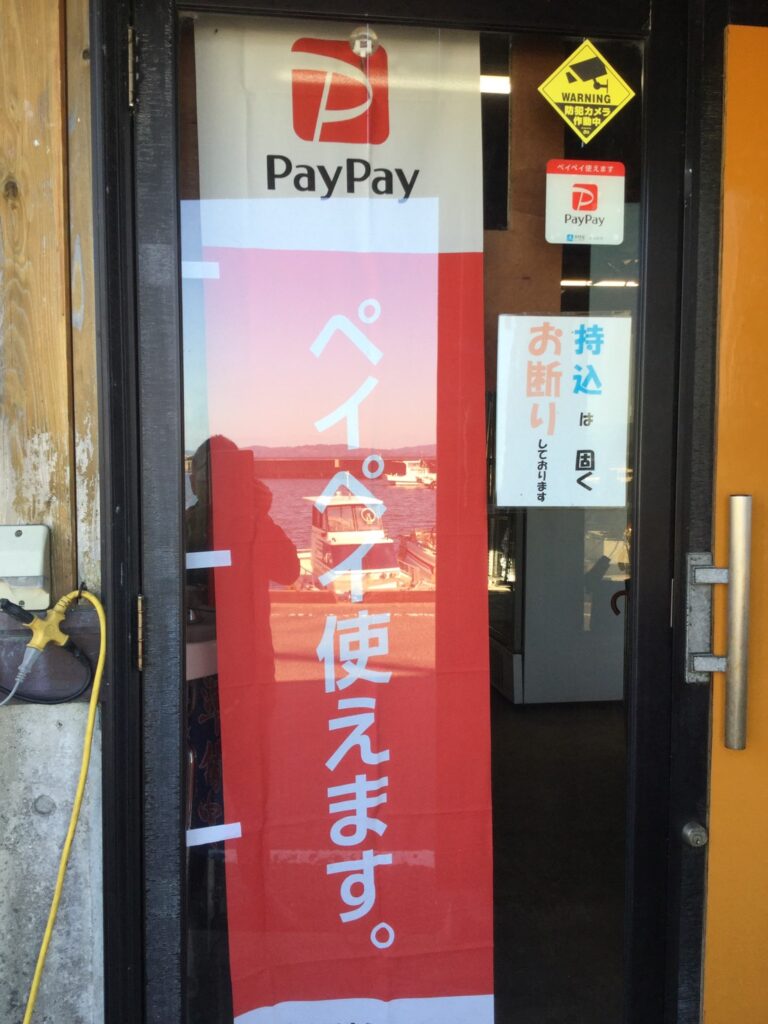 PayPay
ペイペイ使えます。
WARNING
防犯カメラ
作動中
ペイペイ使えます
PayPay
持込は固く
お断りしております